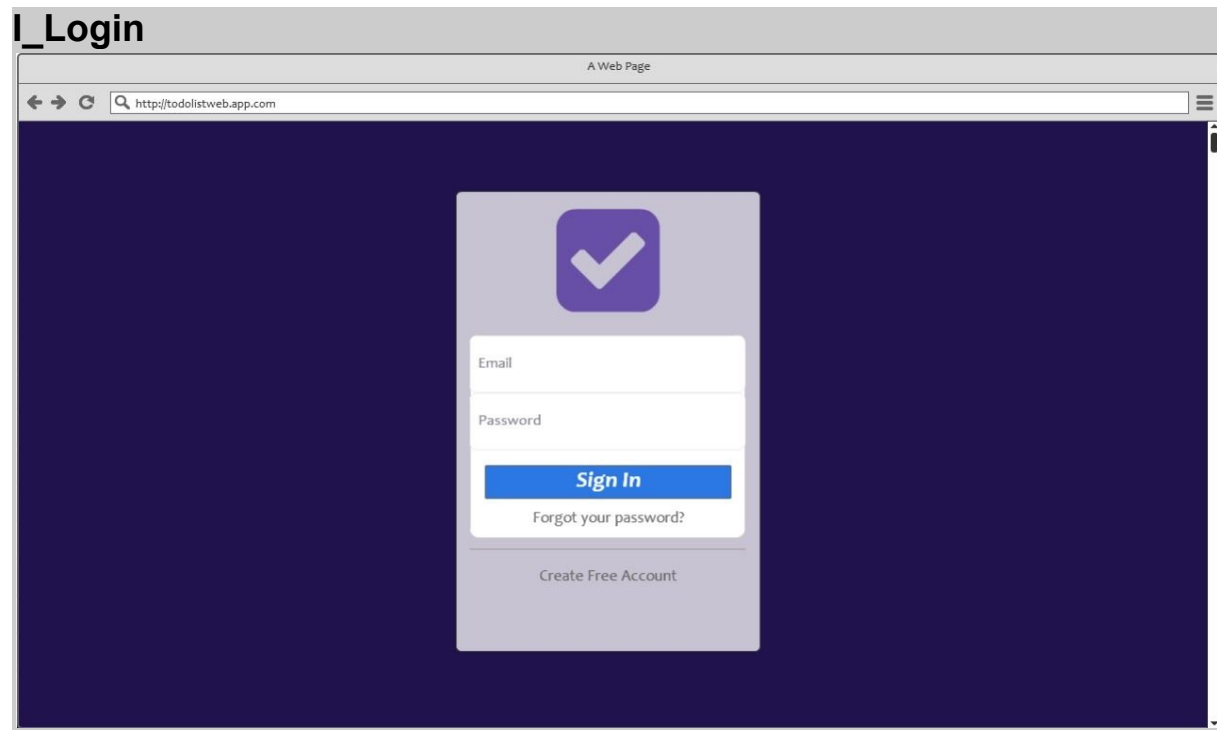 I_Login
A Web Page
http://todolistweb.app.com
Email
Password
Sign In
Forgot your password?
Create Free Account